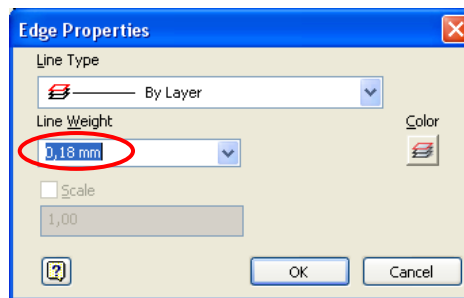 Edge Properties
Line Type
By Layer
Line Weight
Color
0,18 mm
Scale
1,00
OK
Cancel